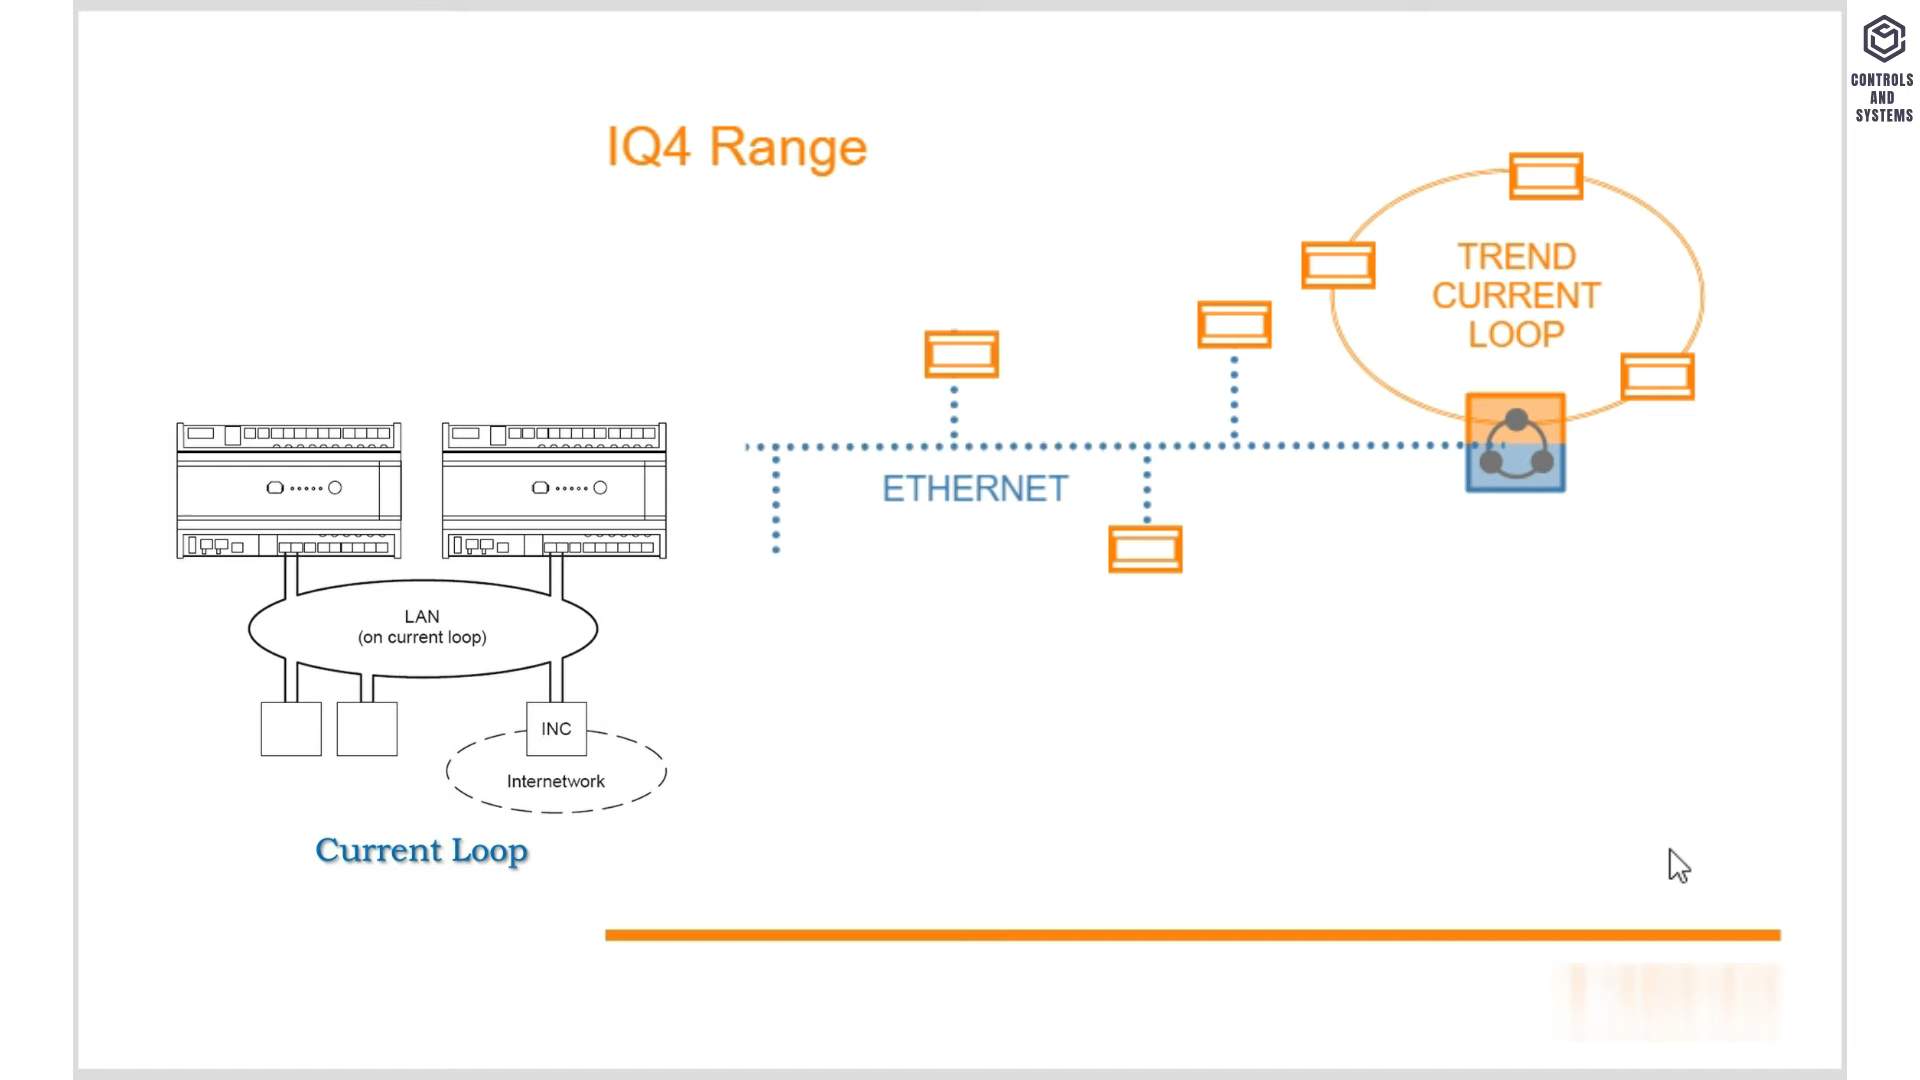 CONTROLS
AND
SYSTEMS
IQ4 Range
TREND
CURRENT
LOOP
ETHERNET
LAN
(on current loop)
INC
Internetwork
Current Loop